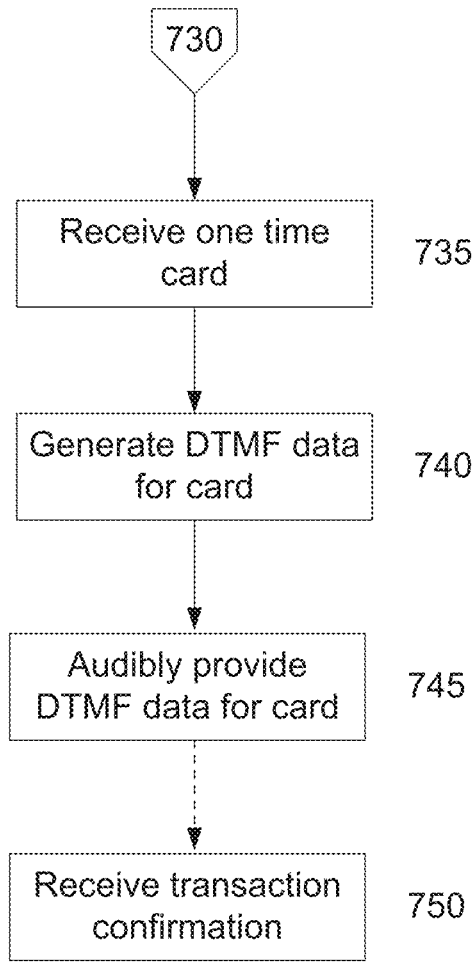 730
Receive one time
card
735
Generate DTMF data
for card
740
Audibly provide
DTMF data for card
745
Receive transaction
confirmation
750